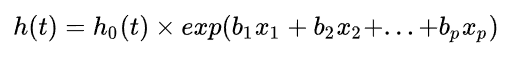 h(t) = h₀(t) × exp(b₁x₁ + b₂x₂+...+bₚxₚ)